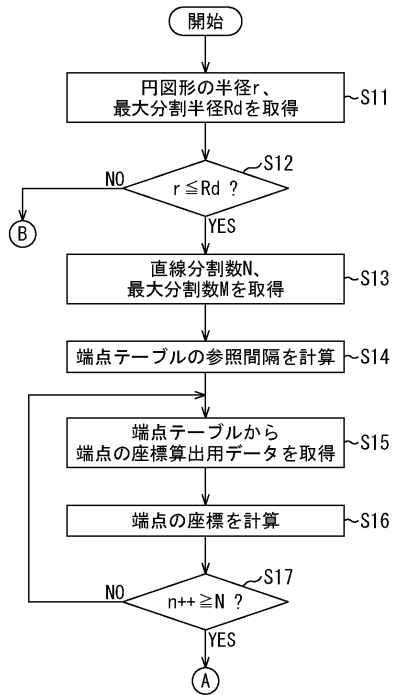 開始
円図形の半径r、
最大分割半径Rdを取得
S11
r≦Rd ?
S12
NO
B
YES
直線分割数N、
最大分割数Mを取得
S13
端点テーブルの参照間隔を計算
S14
端点テーブルから
端点の座標算出用データを取得
S15
端点の座標を計算
S16
n++≧N ?
S17
NO
YES
A